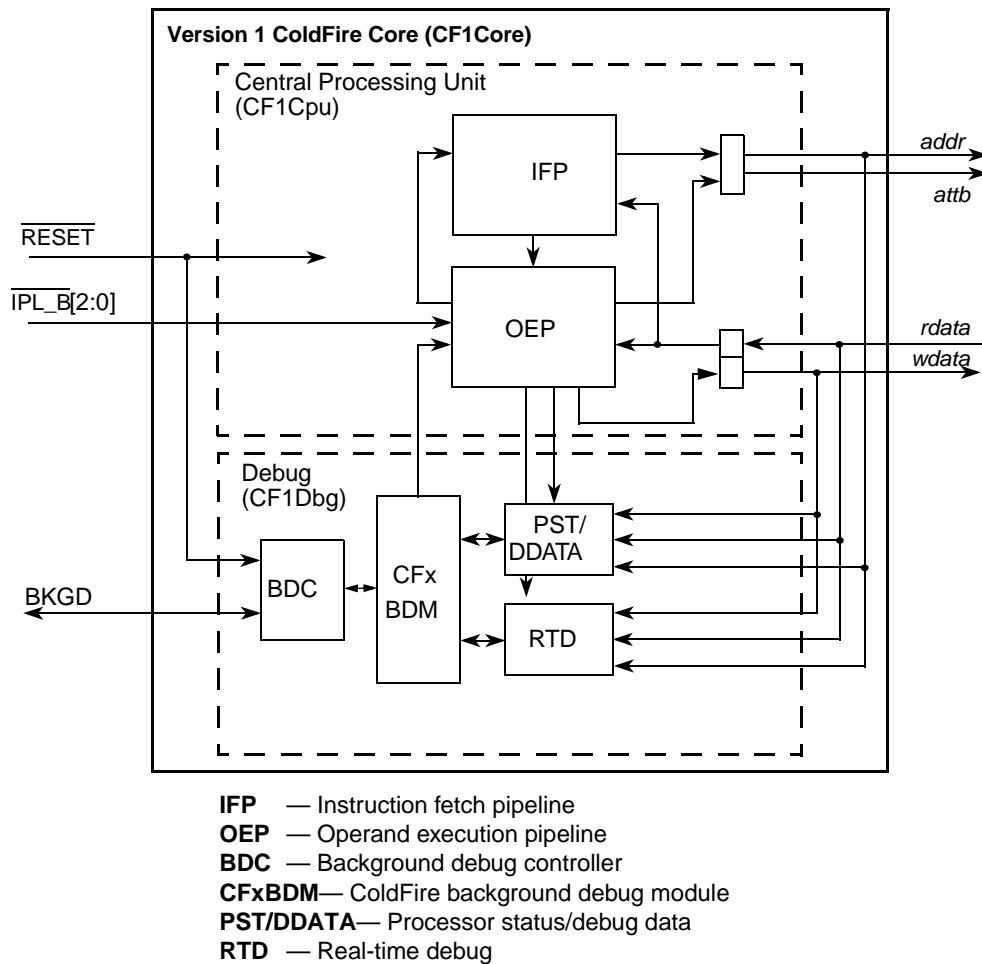 Version 1 ColdFire Core (CF1Core)
Central Processing Unit
(CF1Cpu)
IFP
addr
attb
RESET
IPL_B[2:0]
OEP
rdata
wdata
Debug
(CF1Dbg)
PST/
DDATA
BDC
CFx
BDM
BKGD
RTD
IFP — Instruction fetch pipeline
OEP — Operand execution pipeline
BDC — Background debug controller
CFxBDM— ColdFire background debug module
PST/DDATA— Processor status/debug data
RTD — Real-time debug